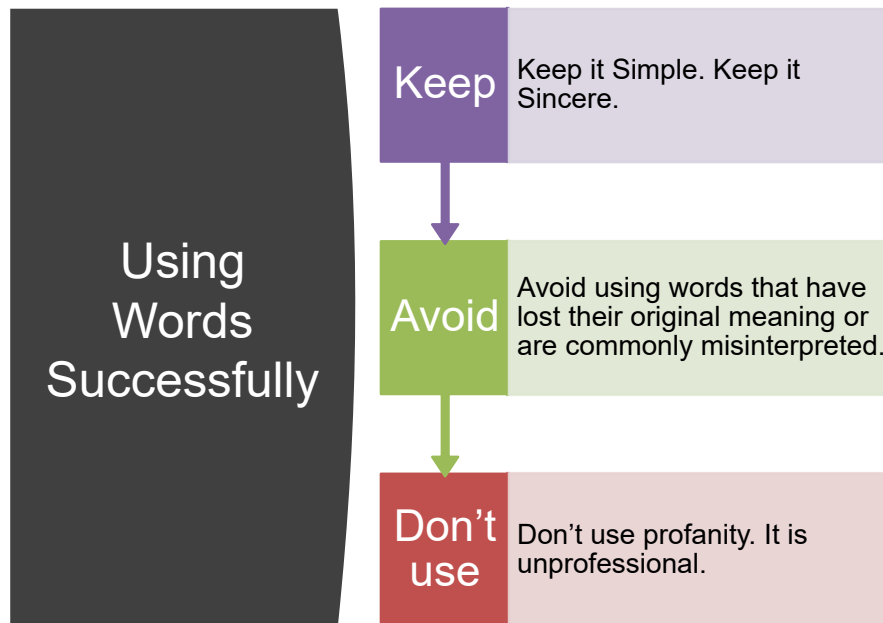 Using
Words
Successfully
Keep
Keep it Simple. Keep it
Sincere.
Avoid
Avoid using words that have
lost their original meaning or
are commonly misinterpreted.
Don’t
use
Don’t use profanity. It is
unprofessional.